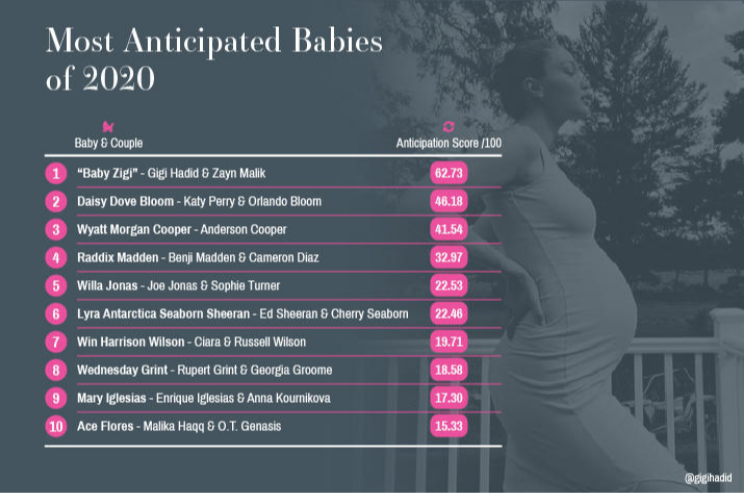 Most Anticipated Babies
of 2020
Baby & Couple Anticipation Score /100
1 "Baby Zigi" - Gigi Hadid & Zayn Malik 62.73
2 Daisy Dove Bloom - Katy Perry & Orlando Bloom 46.18
3 Wyatt Morgan Cooper - Anderson Cooper 41.54
4 Raddix Madden - Benji Madden & Cameron Diaz 32.97
5 Willa Jonas - Joe Jonas & Sophie Turner 22.53
6 Lyra Antarctica Seaborn Sheeran - Ed Sheeran & Cherry Seaborn 22.46
7 Win Harrison Wilson - Ciara & Russell Wilson 19.71
8 Wednesday Grint - Rupert Grint & Georgia Groome 18.58
9 Mary Iglesias - Enrique Iglesias & Anna Kournikova 17.30
10 Ace Flores - Malika Haqq & O.T. Genasis 15.33
@gigihadid